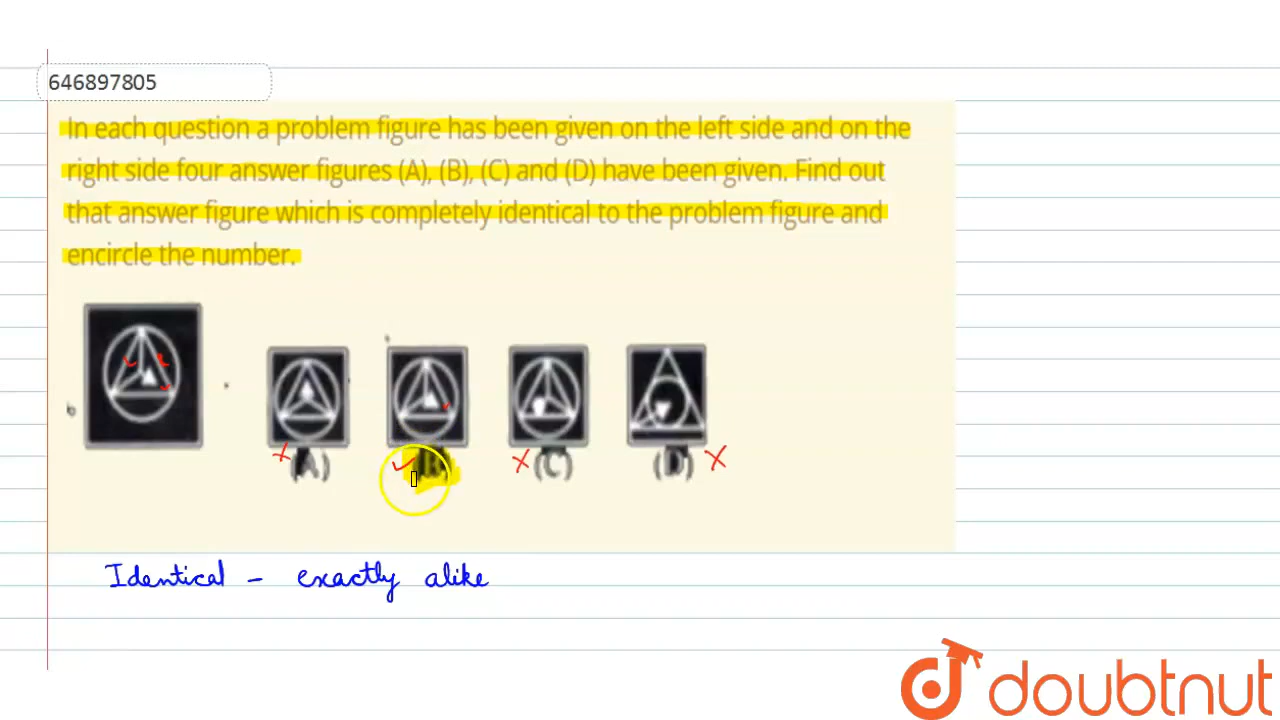 646897805
In each question a problem figure has been given on the left side and on the
right side four answer figures (A), (B), (C) and (D) have been given. Find out
that answer figure which is completely identical to the problem figure and
encircle the number.
(A) (B) (C) (D)
Identical - exactly alike
doubtnut